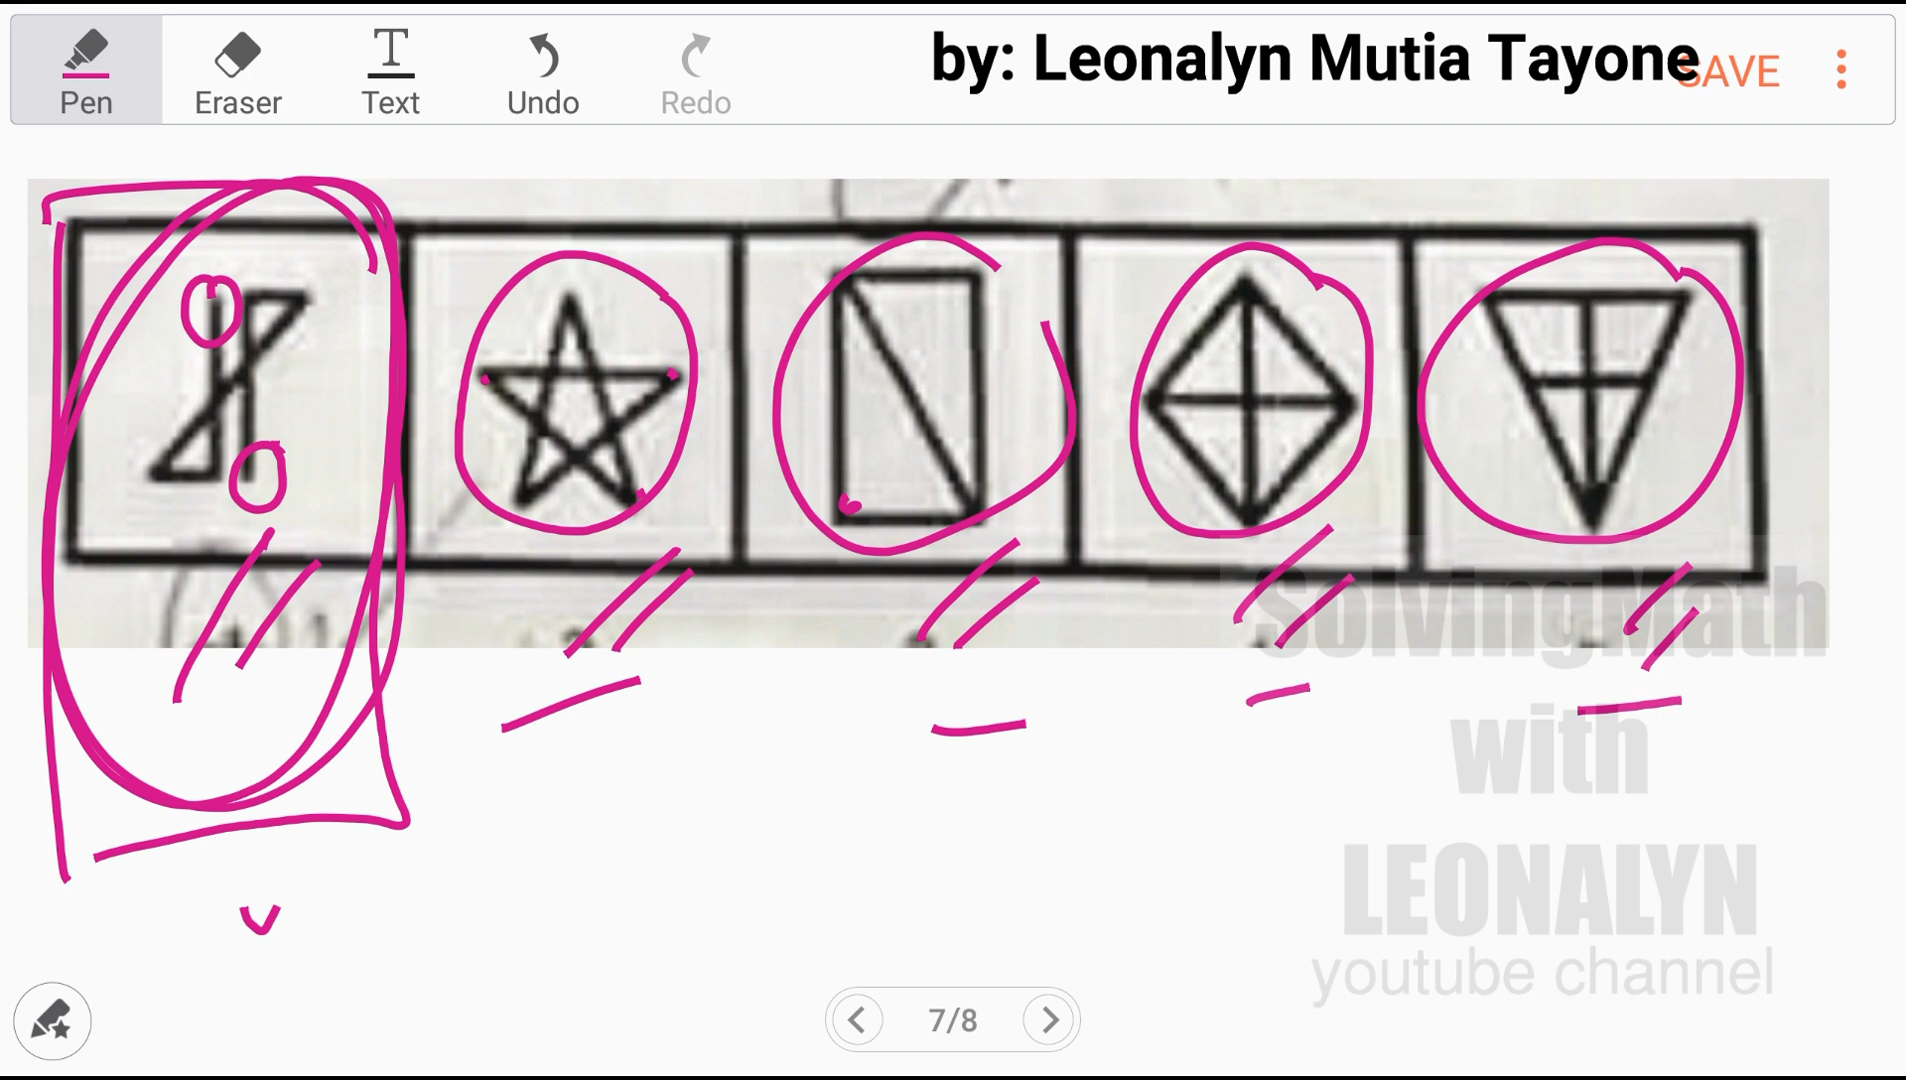 by: Leonalyn Mutia Tayone
SAVE
Pen
Eraser
Text
Undo
Redo
SolvingMath
with
LEONALYN
youtube channel
7/8